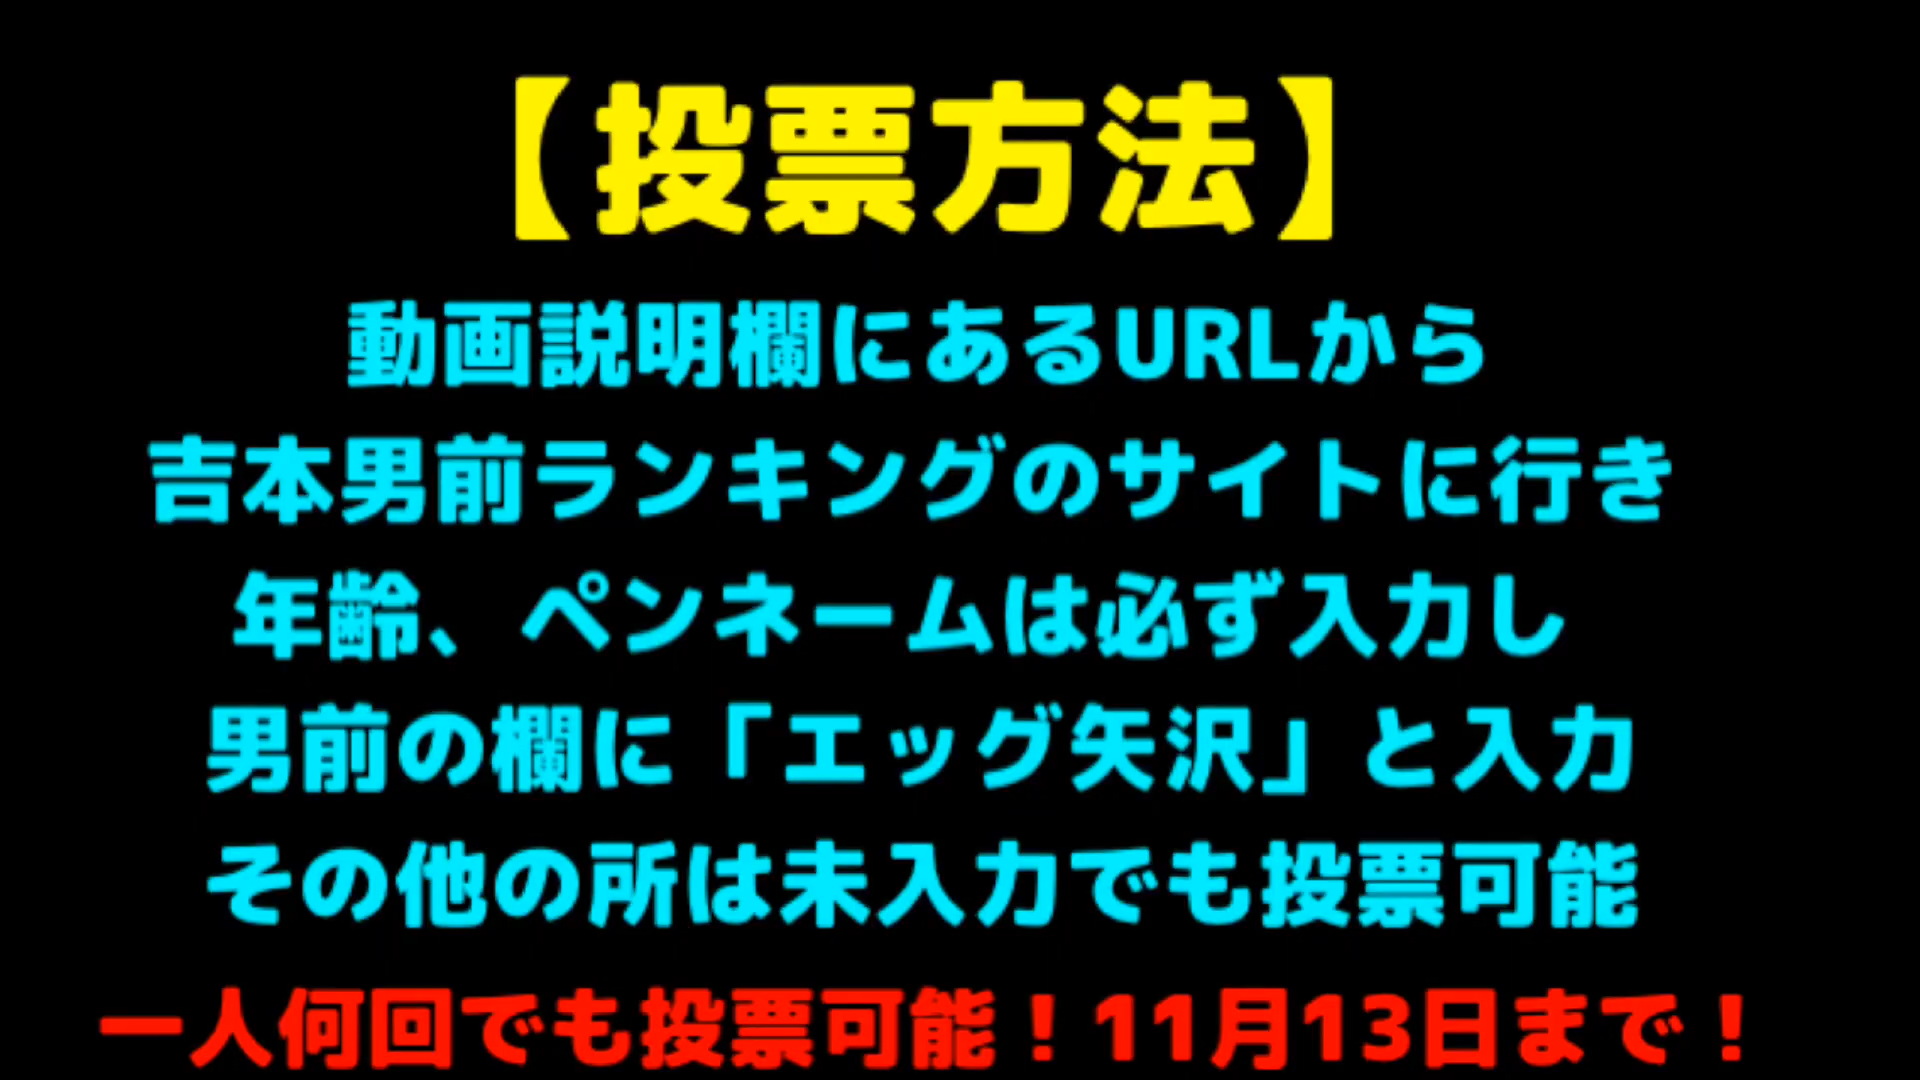 【投票方法】
動画説明欄にあるURLから
吉本男前ランキングのサイトに行き
年齢、ペンネームは必ず入力し
男前の欄に「エッグ矢沢」と入力
その他の所は未入力でも投票可能
一人何回でも投票可能！11月13日まで！